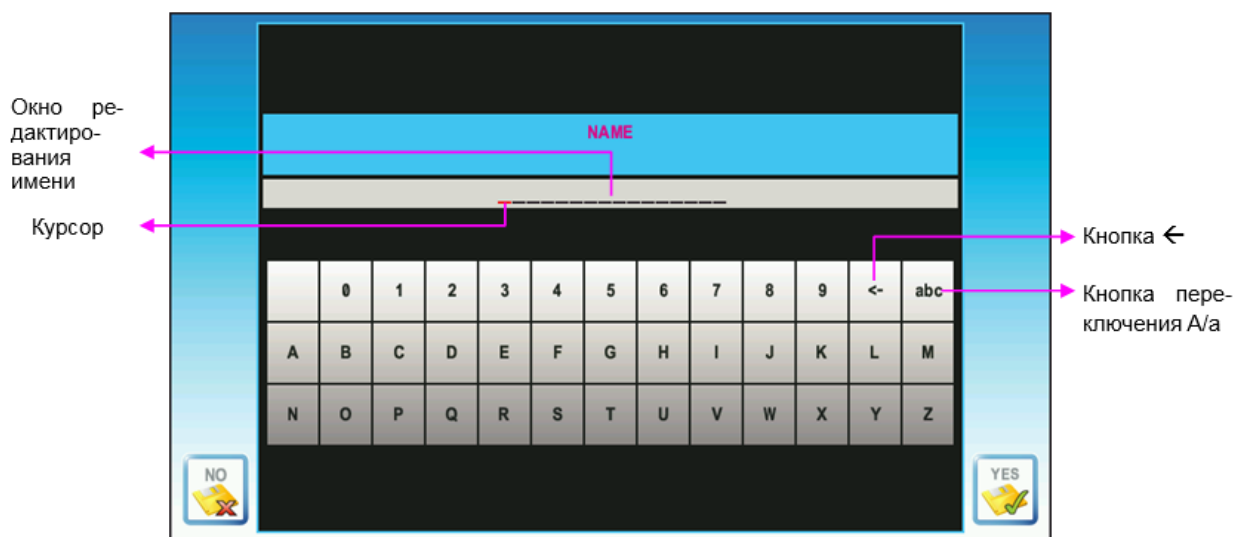 Окно ре-
дактиро-
вания
имени
Курсор
NAME
0 1 2 3 4 5 6 7 8 9 <- abc
A B C D E F G H I J K L M
N O P Q R S T U V W X Y Z
NO
YES
Кнопка ←
Кнопка пере-
ключения А/а